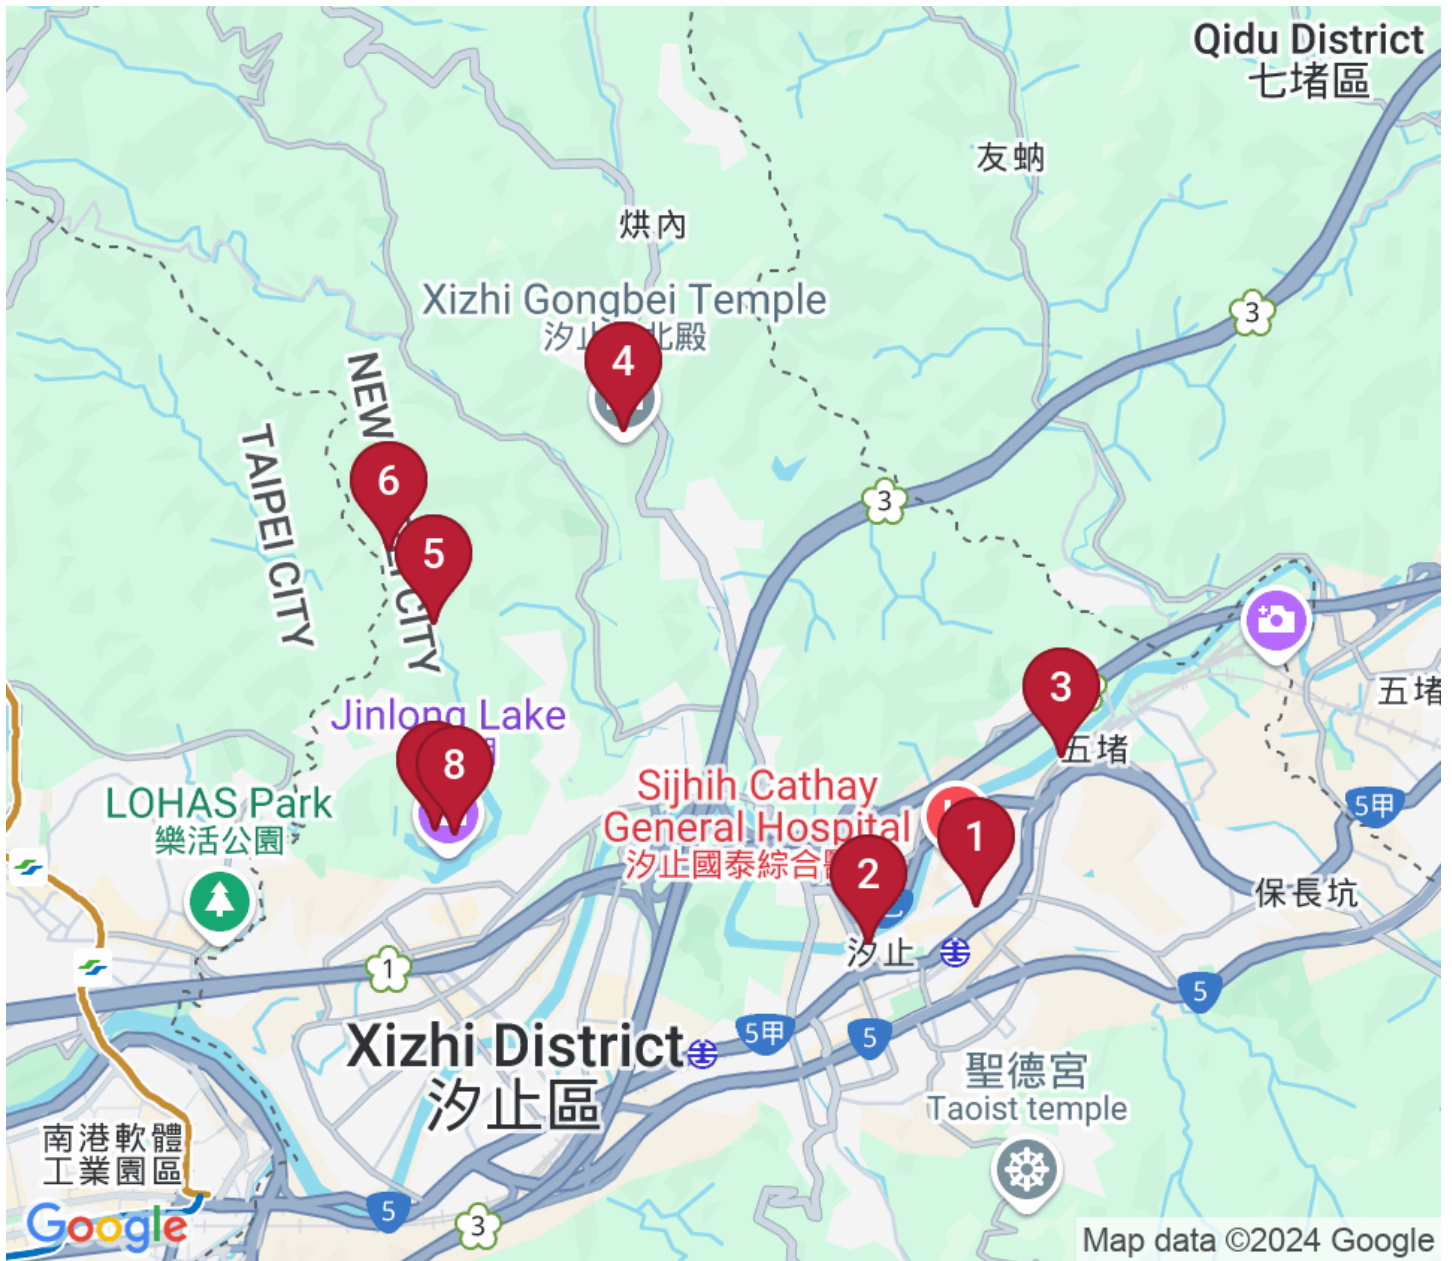 Qidu District
七堵區
友蚋
烘內
Xizhi Gongbei Temple
汐止
北殿
3
4
NEW
CITY
TAIPEI CITY
3
6
5
3
五堵
五堵
Jinlong Lake
8
LOHAS Park
樂活公園
Sijhih Cathay
General Hospital
汐止國泰綜合
1
2
5甲
保長坑
汐止
1
5
5甲
5
Xizhi District
汐止區
聖德宮
Taoist temple
南港軟體
工業園區
5
3
Google
Map data ©2024 Google